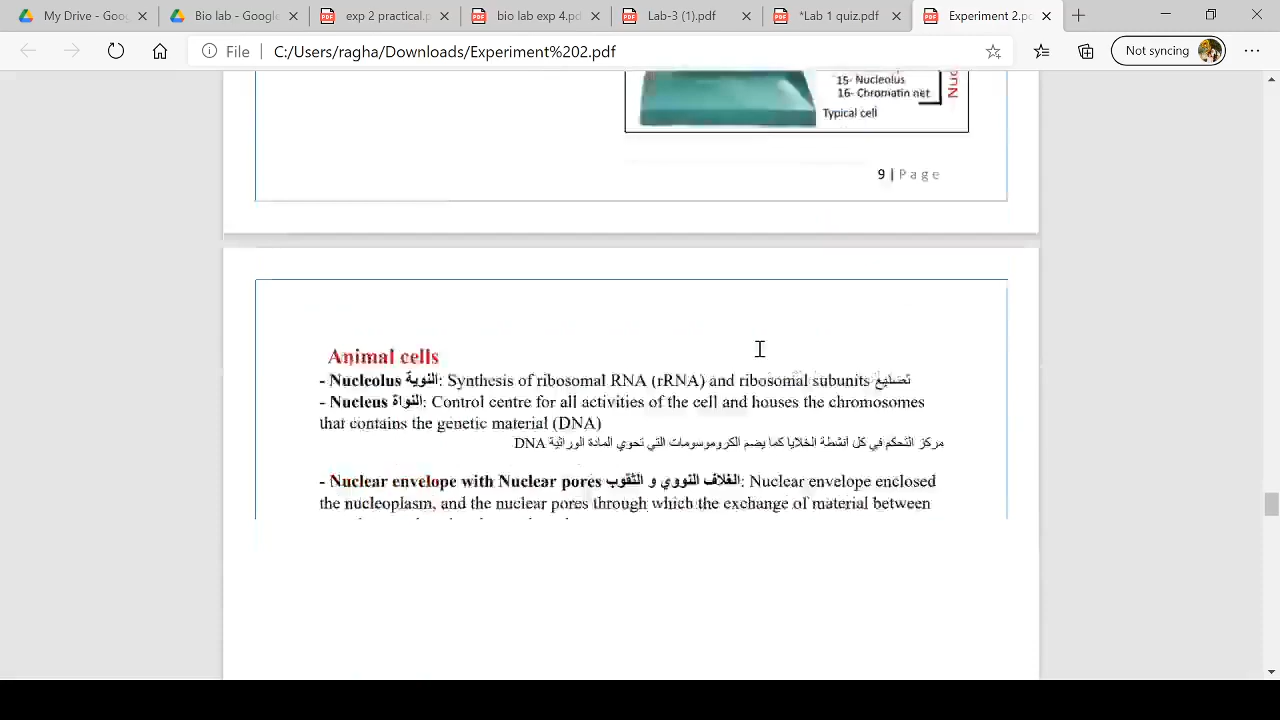 My Drive - Goog
Bio lab - Google
exp 2 practical.p
bio lab exp 4.pd
Lab-3 (1).pdf
*Lab 1 quiz.pdf
Experiment 2.pd
File
C:/Users/ragha/Downloads/Experiment%202.pdf
Not syncing
15- Nucleolus
16- Chromatin net
Typical cell
9 | Page
Animal cells
- Nucleolus النوية: Synthesis of ribosomal RNA (rRNA) and ribosomal subunits تصنيع
- Nucleus النواة: Control centre for all activities of the cell and houses the chromosomes
that contains the genetic material (DNA)
مركز التحكم في كل أنشطة الخلايا كما يضم الكروموسومات التي تحوي المادة الوراثية DNA
- Nuclear envelope with Nuclear pores الغلاف النووي و الثقوب: Nuclear envelope enclosed
the nucleoplasm, and the nuclear pores through which the exchange of material between